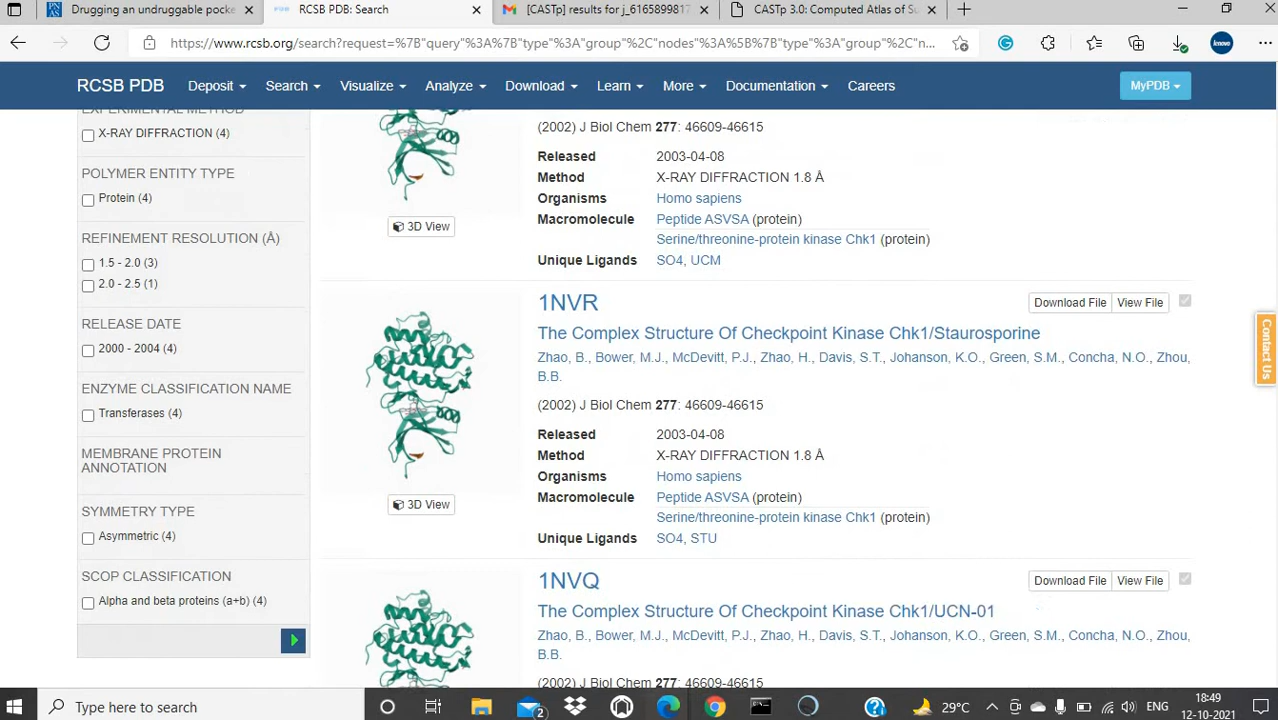 Drugging an undruggable pocke
RCSB PDB: Search
[CASTp] results for j_6165899817
CASTp 3.0: Computed Atlas of Su
https://www.rcsb.org/search?request=%7B"query"%3A%7B"type"%3A"group"%2C"nodes"%3A%5B%7B"type"%3A"group"%2C"n...
RCSB PDB
Deposit
Search
Visualize
Analyze
Download
Learn
More
Documentation
Careers
MyPDB
EXPERIMENTAL METHOD
X-RAY DIFFRACTION (4)
POLYMER ENTITY TYPE
Protein (4)
REFINEMENT RESOLUTION (Å)
1.5 - 2.0 (3)
2.0 - 2.5 (1)
RELEASE DATE
2000 - 2004 (4)
ENZYME CLASSIFICATION NAME
Transferases (4)
MEMBRANE PROTEIN
ANNOTATION
SYMMETRY TYPE
Asymmetric (4)
SCOP CLASSIFICATION
Alpha and beta proteins (a+b) (4)
(2002) J Biol Chem 277: 46609-46615
Released 2003-04-08
Method X-RAY DIFFRACTION 1.8 Å
Organisms Homo sapiens
Macromolecule Peptide ASVSA (protein)
Serine/threonine-protein kinase Chk1 (protein)
Unique Ligands SO4, UCM
3D View
1NVR
Download File View File
The Complex Structure Of Checkpoint Kinase Chk1/Staurosporine
Zhao, B., Bower, M.J., McDevitt, P.J., Zhao, H., Davis, S.T., Johanson, K.O., Green, S.M., Concha, N.O., Zhou,
B.B.
(2002) J Biol Chem 277: 46609-46615
Released 2003-04-08
Method X-RAY DIFFRACTION 1.8 Å
Organisms Homo sapiens
Macromolecule Peptide ASVSA (protein)
Serine/threonine-protein kinase Chk1 (protein)
Unique Ligands SO4, STU
3D View
1NVQ
Download File View File
The Complex Structure Of Checkpoint Kinase Chk1/UCN-01
Zhao, B., Bower, M.J., McDevitt, P.J., Zhao, H., Davis, S.T., Johanson, K.O., Green, S.M., Concha, N.O., Zhou,
B.B.
(2002) J Biol Chem 277: 46609-46615
Contact Us
Type here to search
2
29°C
ENG
18:49
12-10-2021